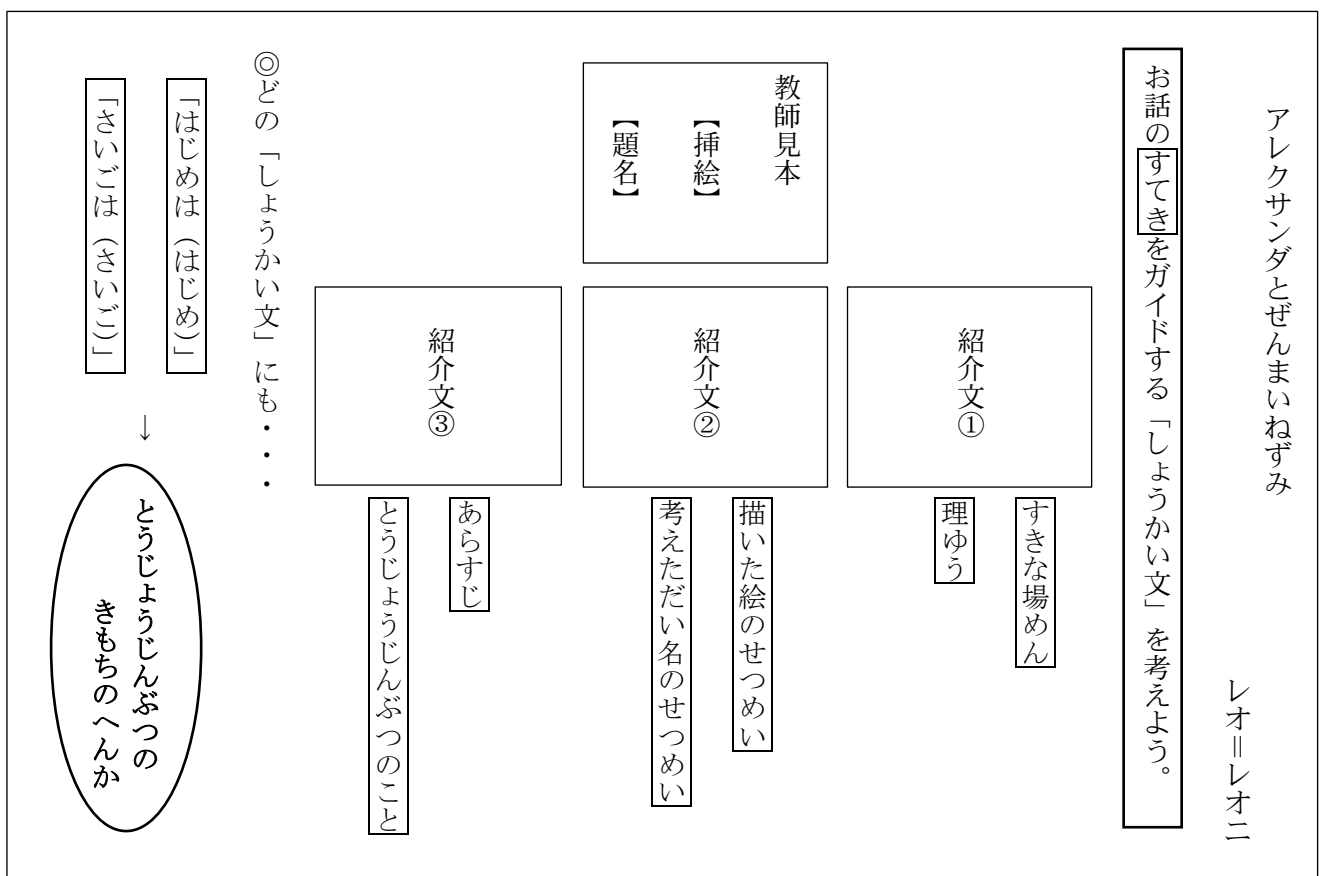 アレクサンダとぜんまいねずみ
レオ＝レオニ
お話のすてきをガイドする「しょうかい文」を考えよう。
紹介文①
すきな場めん
理ゆう
教師見本
【挿絵】
【題名】
紹介文②
描いた絵のせつめい
考えただい名のせつめい
紹介文③
あらすじ
とうじょうじんぶつのこと
◎どの「しょうかい文」にも・・・
「はじめは（はじめ）」
「さいごは（さいご）」
→
とうじょうじんぶつの
きもちのへんか